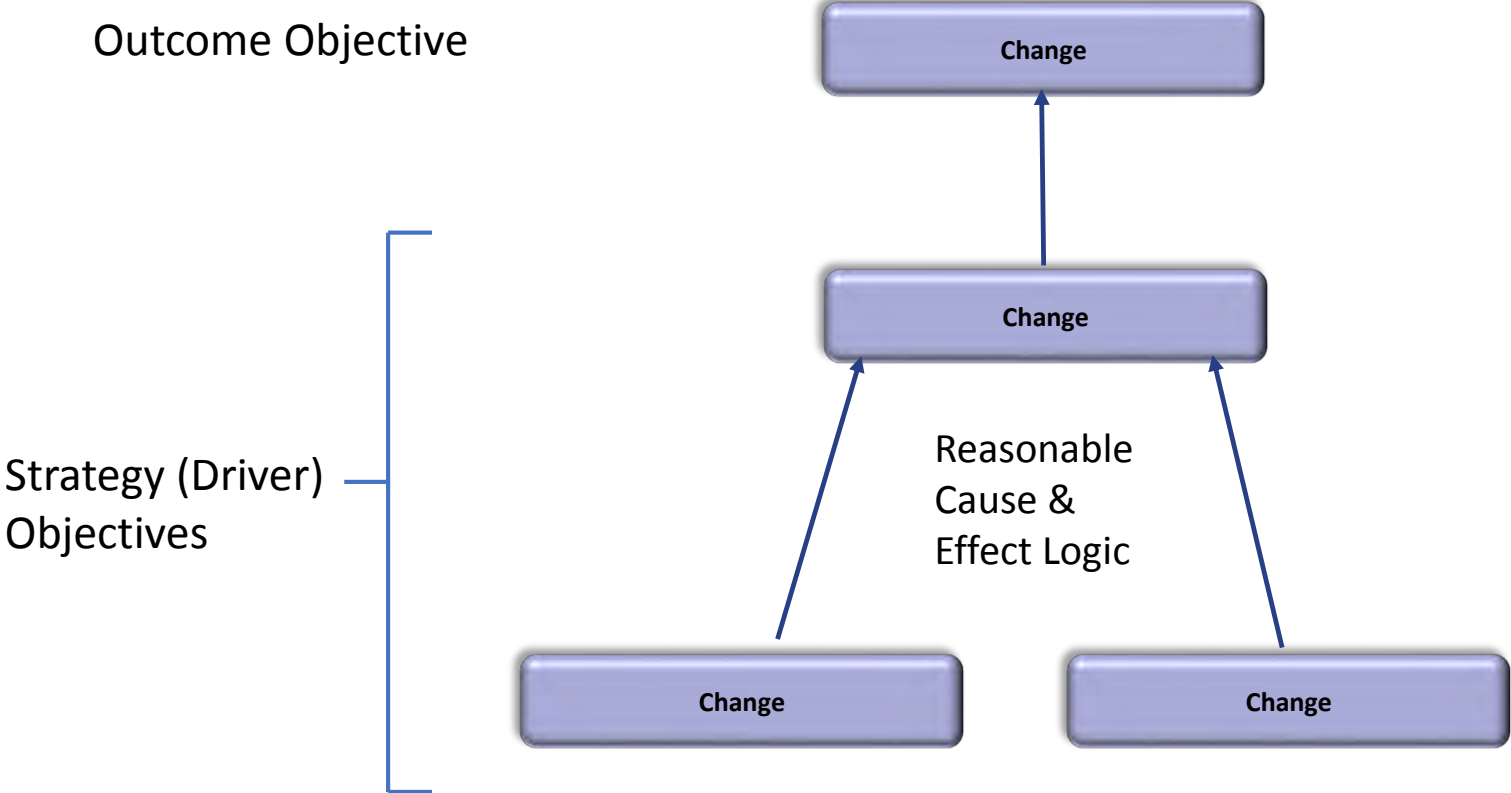 Outcome Objective
Change
Change
Strategy (Driver)
Objectives
Reasonable
Cause &
Effect Logic
Change
Change